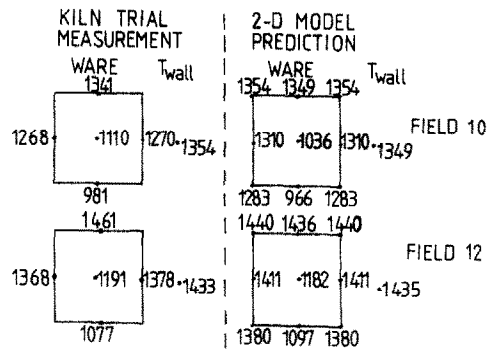 KILN TRIAL MEASUREMENT
2-D MODEL PREDICTION
WARE Twall
WARE Twall
1341
1354 1349 1354
1268 1110 1270 1354
1310 1036 1310 1349
FIELD 10
981
1283 966 1283
1461
1440 1436 1440
FIELD 12
1368 1191 1378 1433
1411 1182 1411 1435
1077
1380 1097 1380